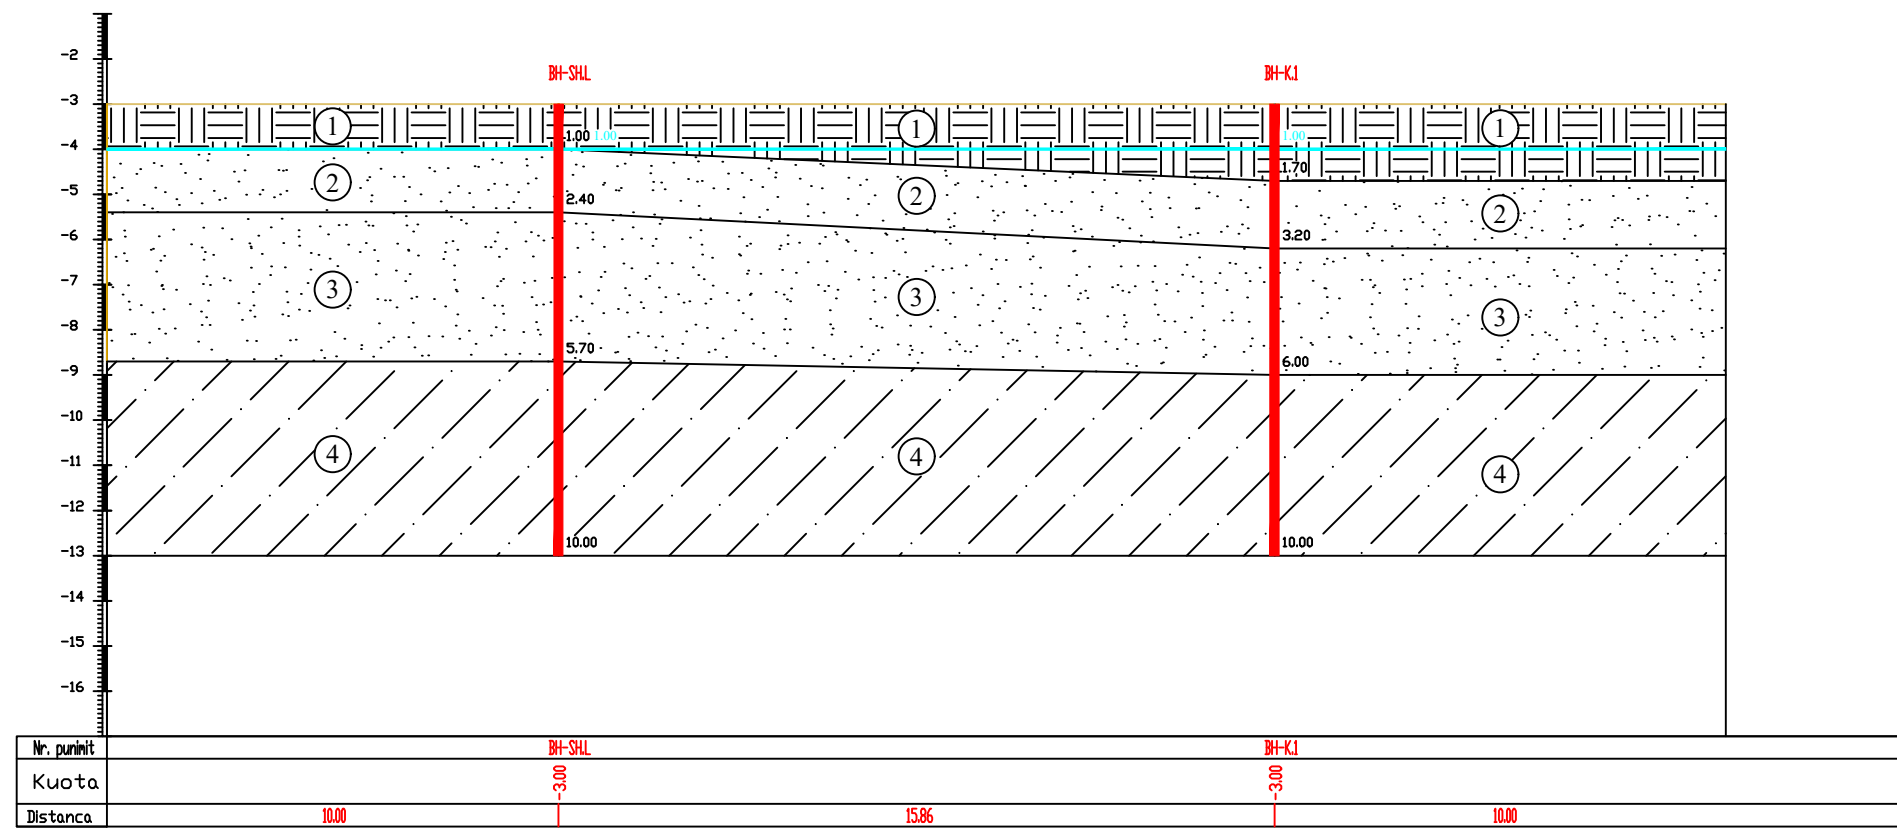 -2
BH-SH.L BH-K.1
-3
1 1 1
1.00 1.00 1.00
-4
1.70
2 2 2
-5
2.40
3.20
-6
-7
3 3 3
-8
5.70
6.00
-9
-10
4 4 4
-11
-12
10.00 10.00
-13
-14
-15
-16
Nr. punimit BH-SH.L BH-K.1
Kuota -3.00 -3.00
Distanca 10.00 15.86 10.00